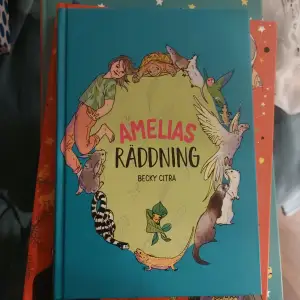 AMELIAS
RÄDDNING
BECKY CITRA